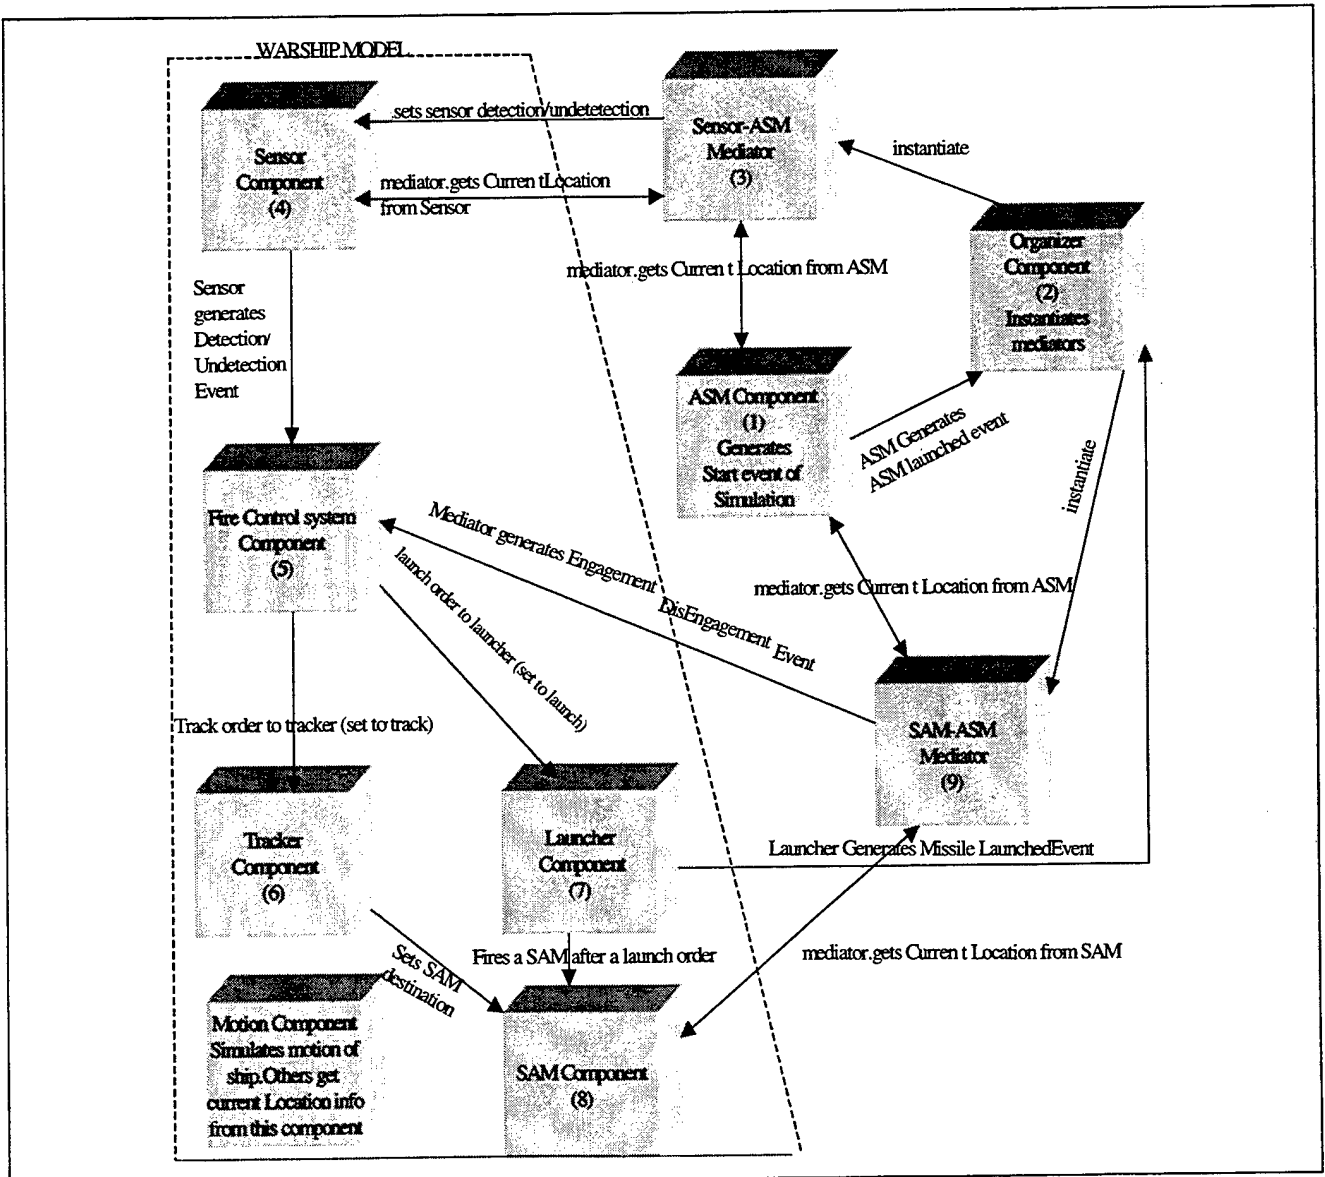 WARSHIP MODEL
.sets sensor detection/undetetection
Sensor
Component
(4)
mediator.gets Curren tLocation
from Sensor
Sensor-ASM
Mediator
(3)
instantiate
Organizer
Component
(2)
Instantiates
mediators
mediator.gets Curren t Location from ASM
Sensor
generates
Detection/
Undetection
Event
ASM Component
(1)
Generates
Start event of
Simulation
ASM Generates
ASM launched event
instantiate
Fire Control system
Component
(5)
Mediator generates Engagement
DisEngagement
Event
launch order to launcher (set to launch)
mediator.gets Curren t Location from ASM
Track order to tracker (set to track)
SAM-ASM
Mediator
(9)
Tracker
Component
(6)
Launcher
Component
(7)
Launcher Generates Missile LaunchedEvent
Sets SAM
destination
Fires a SAM after a launch order
mediator.gets Curren t Location from SAM
Motion Component
Simulates motion of
ship.Others get
current Location info
from this component
SAM Component
(8)